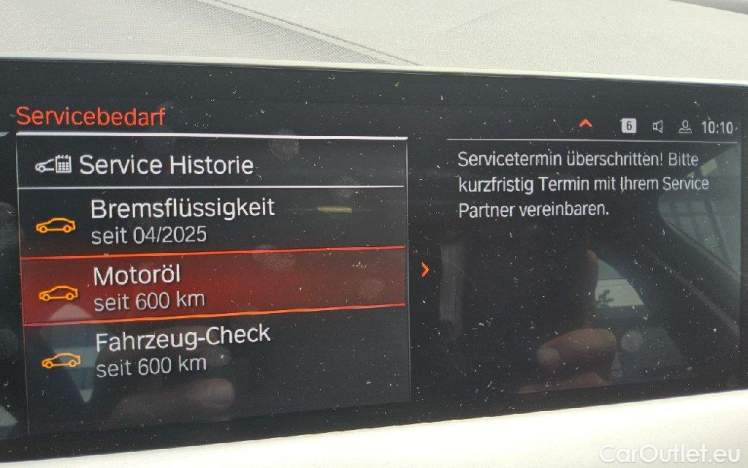 Servicebedarf
6 10:10
Service Historie
Bremsflüssigkeit
seit 04/2025
Motoröl
seit 600 km
Fahrzeug-Check
seit 600 km
Servicetermin überschritten! Bitte
kurzfristig Termin mit Ihrem Service
Partner vereinbaren.
CarOutlet.eu